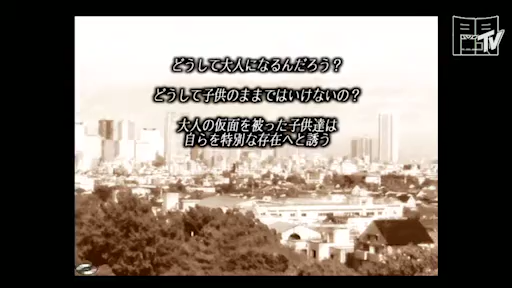 どうして大人になるんだろう？
どうして子供のままではいけないの？
大人の仮面を被った子供達は
自らを特別な存在へと誘う
TV